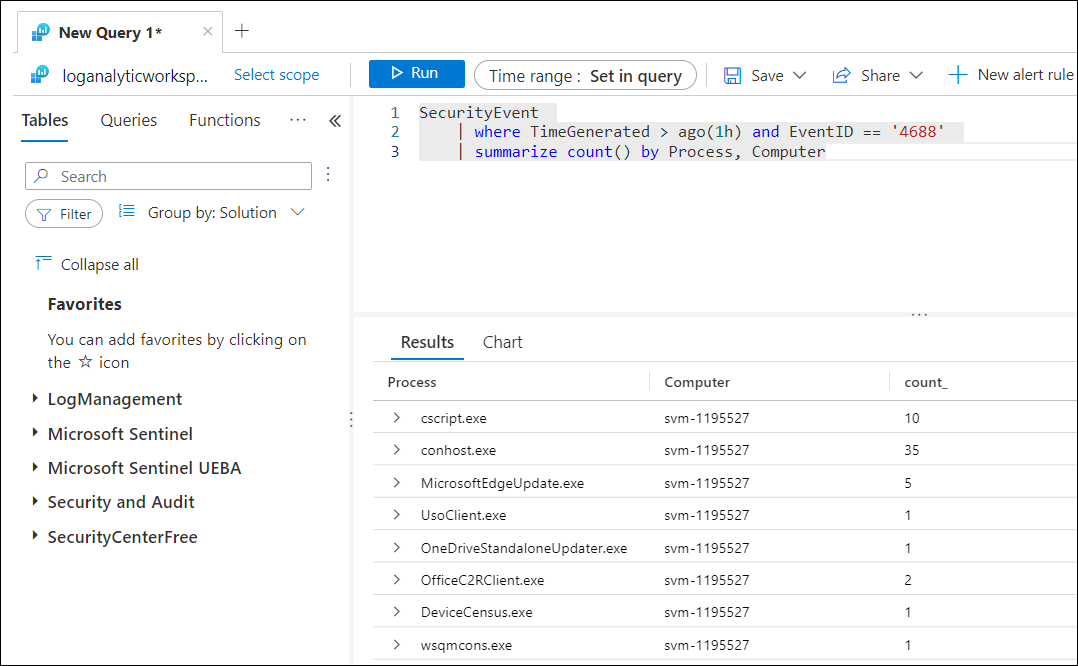 New Query 1*
loganalyticworksp... Select scope Run Time range : Set in query Save Share New alert rule
Tables Queries Functions ...
Search
Filter Group by: Solution
Collapse all
Favorites
You can add favorites by clicking on
the ☆ icon
LogManagement
Microsoft Sentinel
Microsoft Sentinel UEBA
Security and Audit
SecurityCenterFree
1 SecurityEvent
2 | where TimeGenerated > ago(1h) and EventID == '4688'
3 | summarize count() by Process, Computer
Results Chart
Process Computer count_
cscript.exe svm-1195527 10
conhost.exe svm-1195527 35
MicrosoftEdgeUpdate.exe svm-1195527 5
UsoClient.exe svm-1195527 1
OneDriveStandaloneUpdater.exe svm-1195527 1
OfficeC2RClient.exe svm-1195527 2
DeviceCensus.exe svm-1195527 1
wsqmcons.exe svm-1195527 1